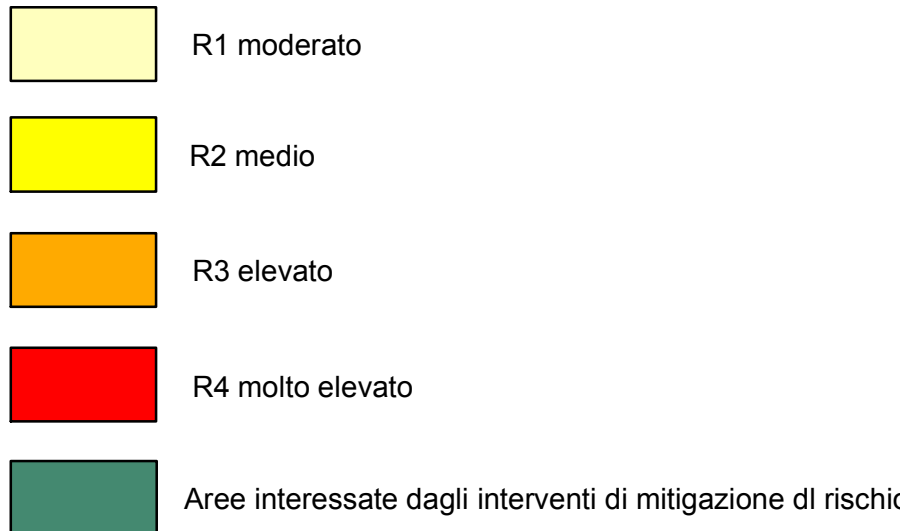 R1 moderato
R2 medio
R3 elevato
R4 molto elevato
Aree interessate dagli interventi di mitigazione dl rischio